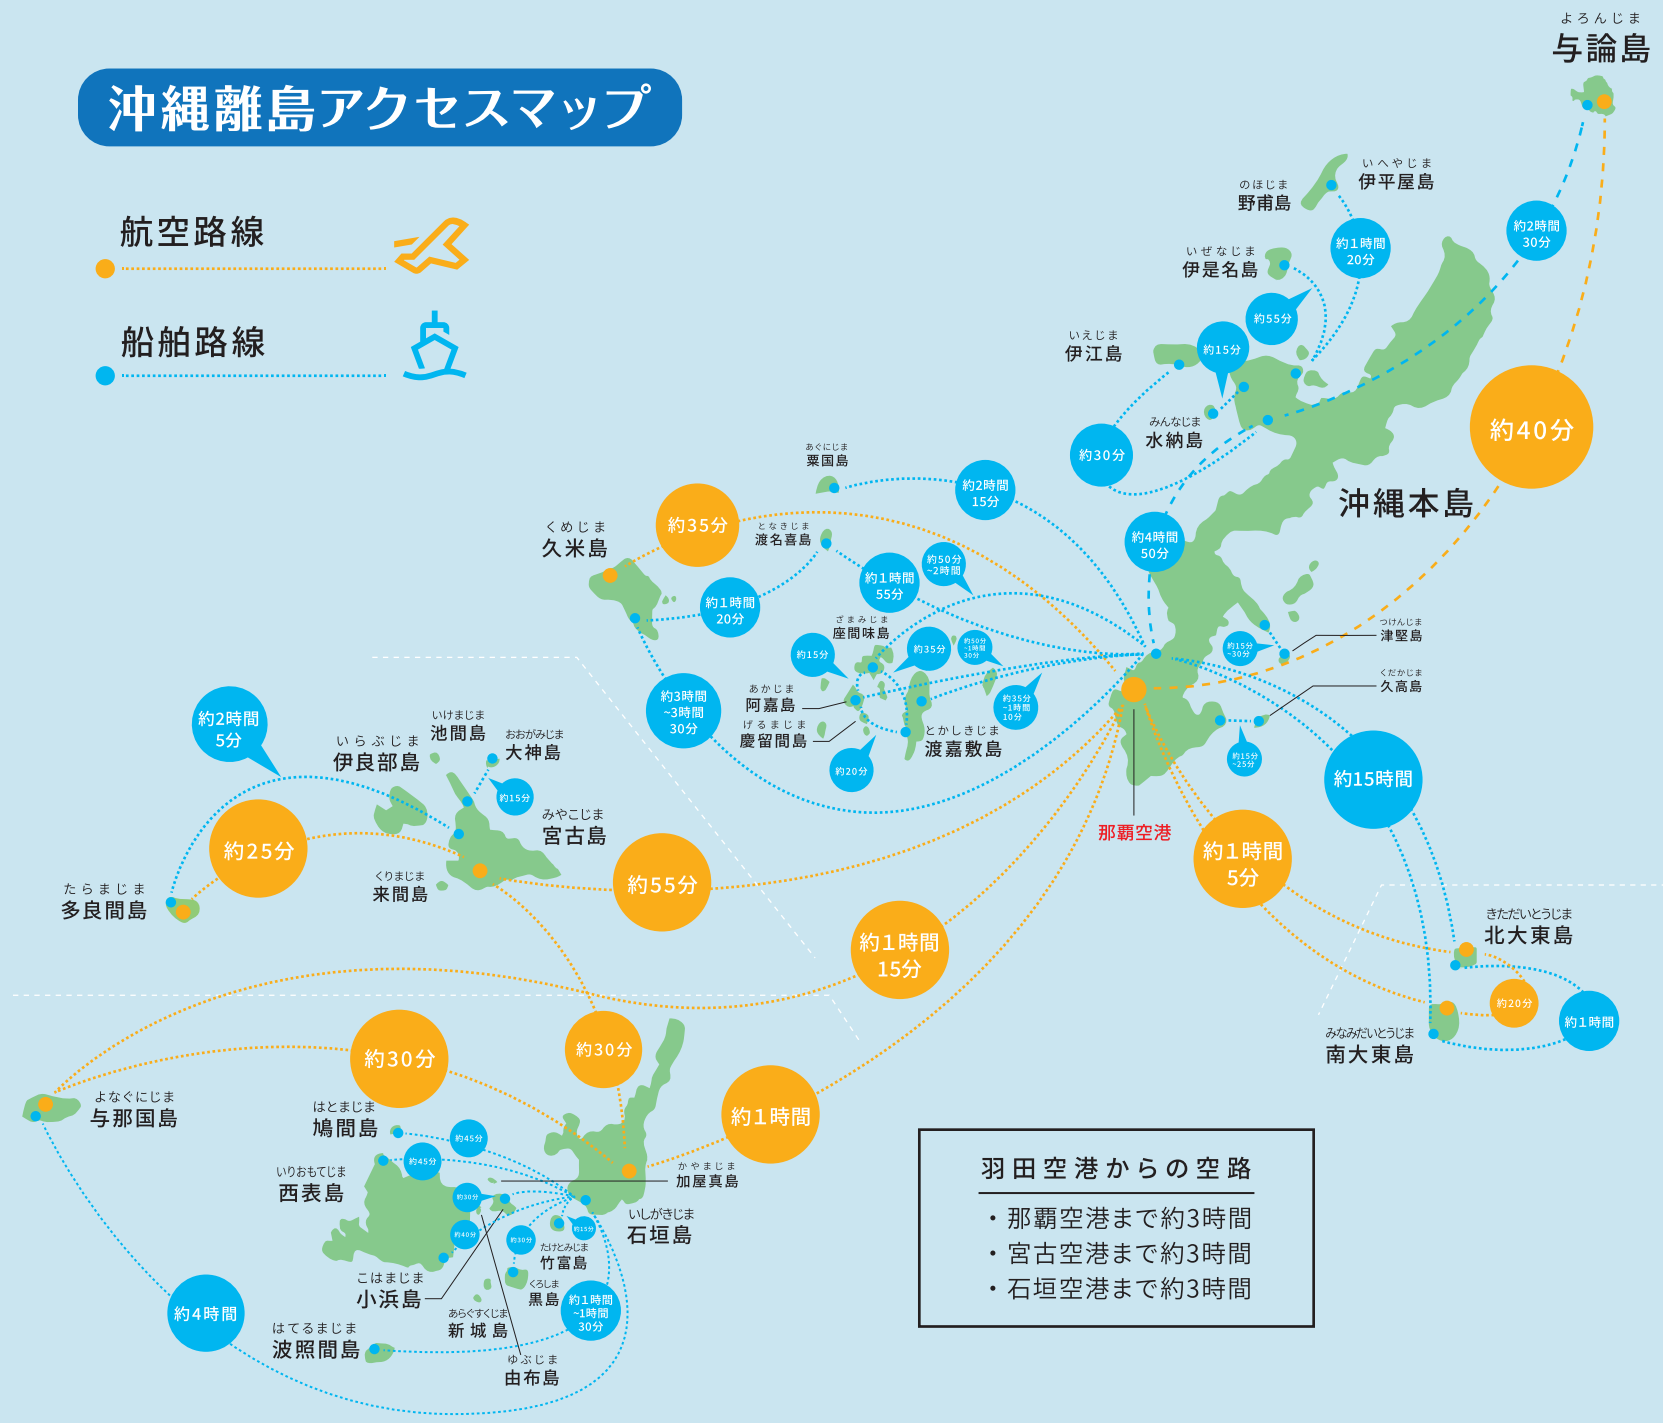 よろんじま
与論島
沖縄離島アクセスマップ
航空路線
船舶路線
いへやじま
伊平屋島
のほじま
野甫島
約2時間
30分
約1時間
20分
いぜなじま
伊是名島
約55分
いえじま
伊江島
約15分
みんなじま
水納島
約30分
約40分
沖縄本島
あぐにじま
粟国島
約2時間
15分
約4時間
50分
約35分
となきじま
渡名喜島
くめじま
久米島
約1時間
20分
約1時間
55分
約50分
~2時間
ざまみじま
座間味島
約15分
約35分
約50分
~1時間
30分
約35分
~1時間
10分
約15分
~30分
つけんじま
津堅島
くだかじま
久高島
約15分
~25分
あかじま
阿嘉島
げるまじま
慶留間島
とかしきじま
渡嘉敷島
約20分
約3時間
~3時間
30分
約2時間
5分
いらぶじま
伊良部島
いけまじま
池間島
おおがみじま
大神島
約15分
みやこじま
宮古島
約25分
くりまじま
来間島
たらまじま
多良間島
約55分
那覇空港
約15時間
約1時間
5分
約1時間
15分
きただいとうじま
北大東島
約20分
約1時間
みなみだいとうじま
南大東島
約30分
約30分
約1時間
よなぐにじま
与那国島
はとまじま
鳩間島
約45分
約45分
いりおもてじま
西表島
約30分
約40分
かやまじま
加屋真島
いしがきじま
石垣島
約15分
約30分
たけとみじま
竹富島
こはまじま
小浜島
くろしま
黒島
あらぐすくじま
新城島
約1時間
~1時間
30分
約4時間
はてるまじま
波照間島
ゆぶじま
由布島
羽田空港からの空路
・那覇空港まで約3時間
・宮古空港まで約3時間
・石垣空港まで約3時間